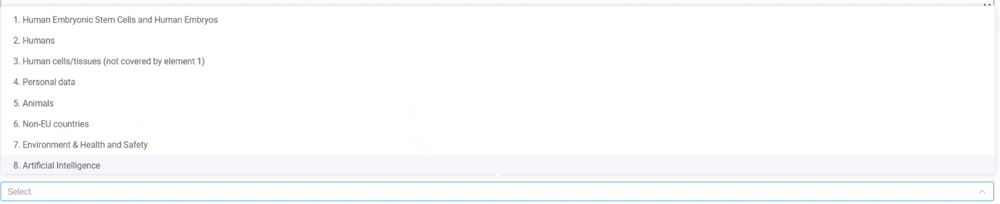 1. Human Embryonic Stem Cells and Human Embryos
2. Humans
3. Human cells/tissues (not covered by element 1)
4. Personal data
5. Animals
6. Non-EU countries
7. Environment & Health and Safety
8. Artificial Intelligence
Select